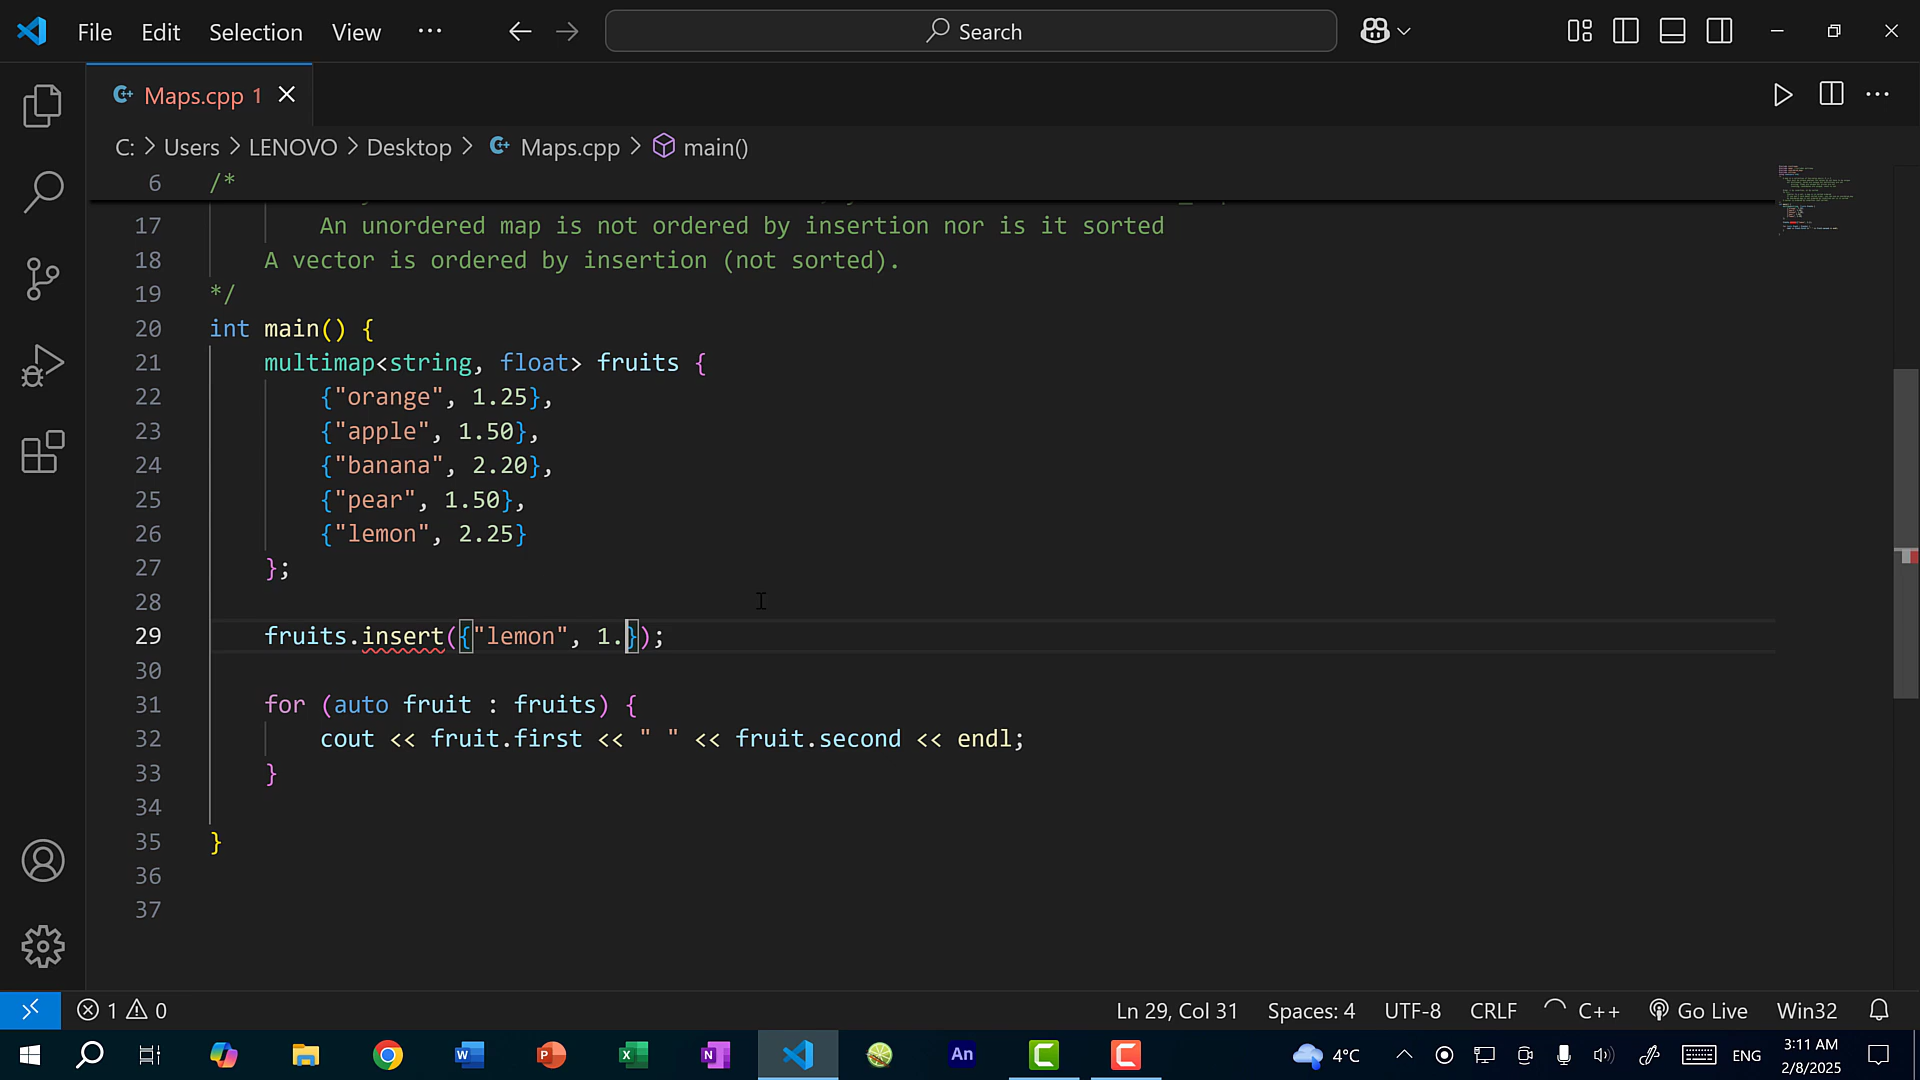 File Edit Selection View ··· Search
Maps.cpp 1
C: > Users > LENOVO > Desktop > Maps.cpp > main()
6 /*
17 An unordered map is not ordered by insertion nor is it sorted
18 A vector is ordered by insertion (not sorted).
19 */
20 int main() {
21 multimap<string, float> fruits {
22 {"orange", 1.25},
23 {"apple", 1.50},
24 {"banana", 2.20},
25 {"pear", 1.50},
26 {"lemon", 2.25}
27 };
28
29 fruits.insert({"lemon", 1.});
30
31 for (auto fruit : fruits) {
32 cout << fruit.first << " " << fruit.second << endl;
33 }
34
35 }
36
37
1 0 Ln 29, Col 31 Spaces: 4 UTF-8 CRLF C++ Go Live Win32
4°C ENG 3:11 AM
2/8/2025